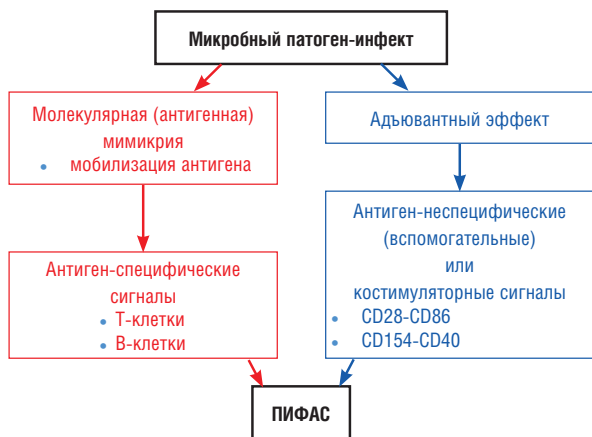 Микробный патоген-инфект
Молекулярная (антигенная)
мимикрия
• мобилизация антигена
Адъювантный эффект
Антиген-специфические
сигналы
• Т-клетки
• В-клетки
Антиген-неспецифические
(вспомогательные)
или
костимуляторные сигналы
• CD28-CD86
• CD154-CD40
ПИФАС